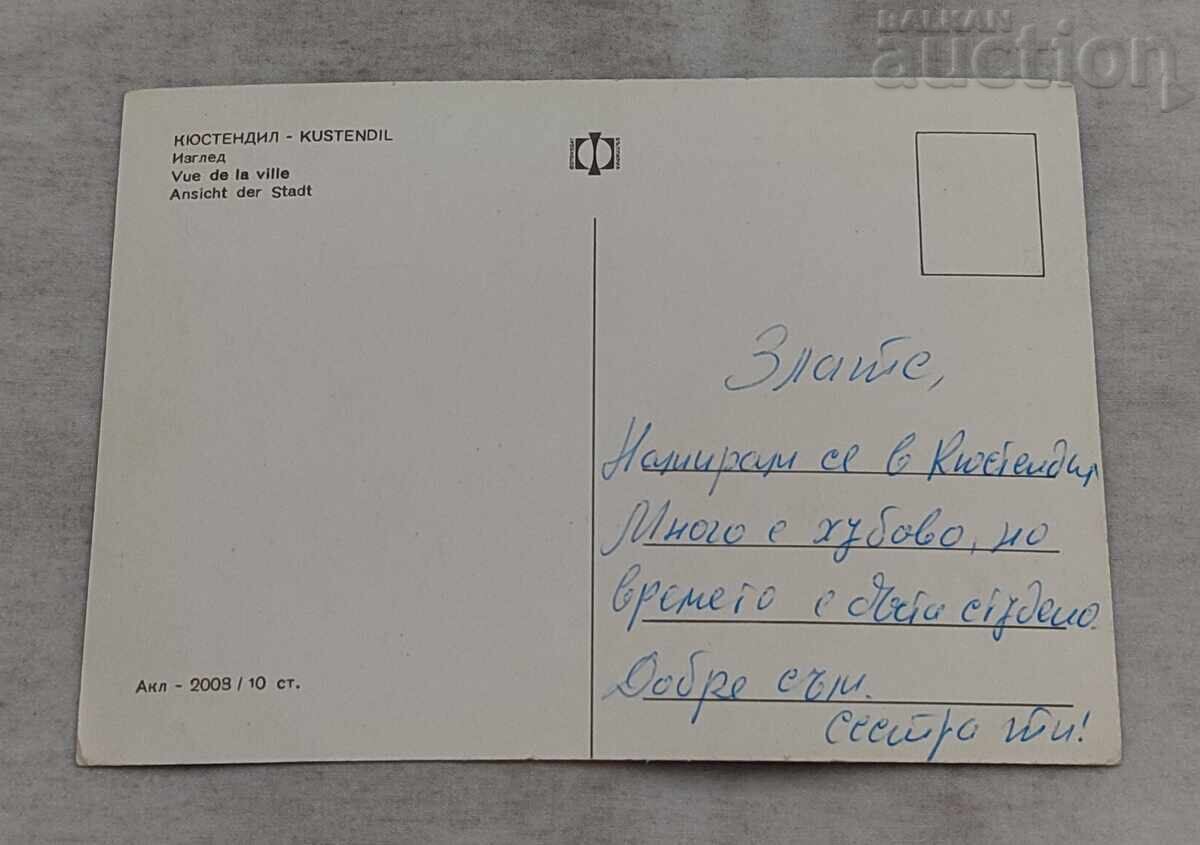 BALKAN
auction
КЮСТЕНДИЛ - KUSTENDIL
Изглед
Vue de la ville
Ansicht der Stadt
Злате,
Намирам се в Кюстендил
Много е хубаво, но
времето е доста студено.
Добре съм.
сестра ти!
Акл - 2003 / 10 ст.